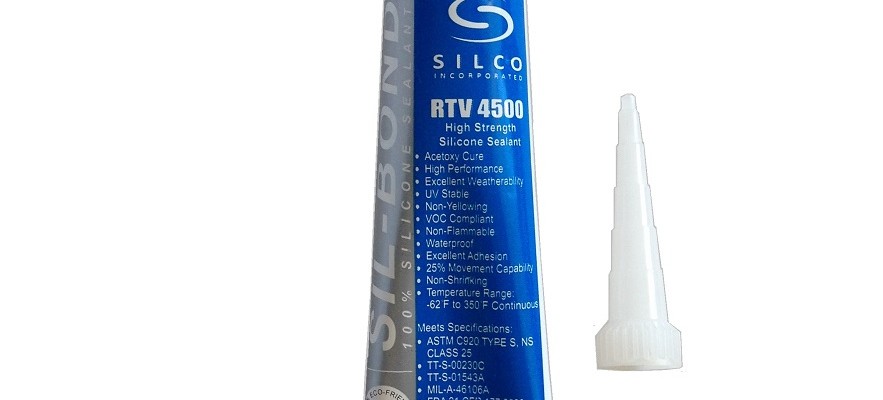 SILCO
INCORPORATED
RTV 4500
High Strength
Silicone Sealant
• Acetoxy Cure
• High Performance
• Excellent Weatherability
• UV Stable
• Non-Yellowing
• VOC Compliant
• Non-Flammable
• Waterproof
• Excellent Adhesion
• 25% Movement Capability
• Non-Shrinking
• Temperature Range:
-62 F to 350 F Continuous
Meets Specifications:
• ASTM C920 TYPE S, NS
CLASS 25
• TT-S-00230C
• TT-S-01543A
• MIL-A-46106A
SIL-BOND
100% SILICONE SEALANT